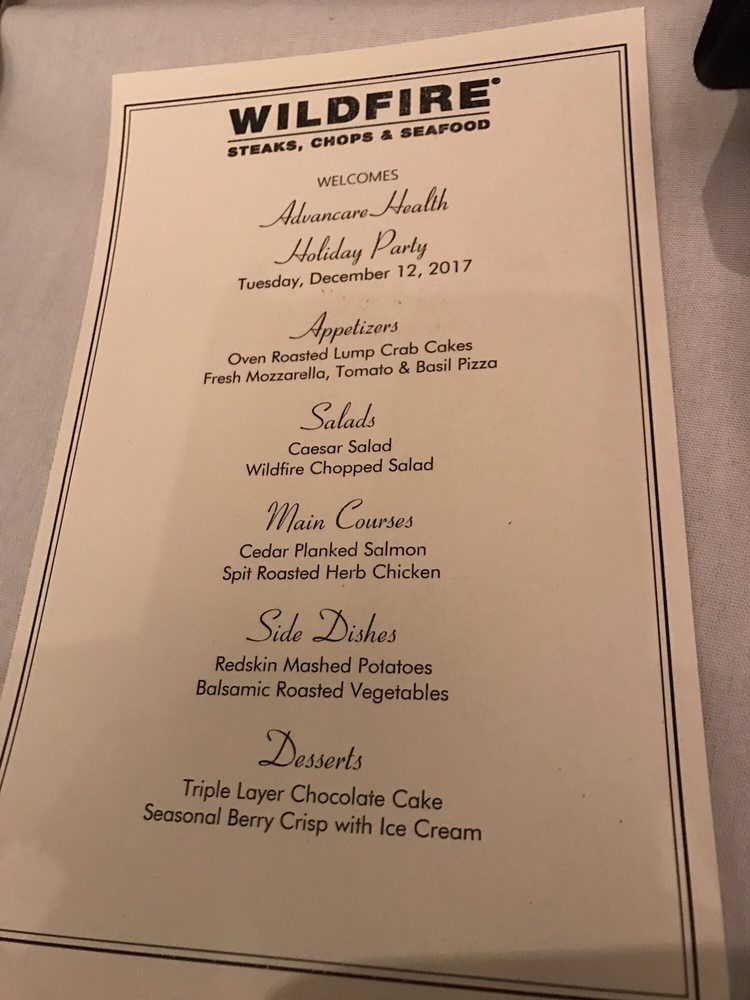 WILDFIRE®
STEAKS, CHOPS & SEAFOOD
WELCOMES
Advancare Health
Holiday Party
Tuesday, December 12, 2017
Appetizers
Oven Roasted Lump Crab Cakes
Fresh Mozzarella, Tomato & Basil Pizza
Salads
Caesar Salad
Wildfire Chopped Salad
Main Courses
Cedar Planked Salmon
Spit Roasted Herb Chicken
Side Dishes
Redskin Mashed Potatoes
Balsamic Roasted Vegetables
Desserts
Triple Layer Chocolate Cake
Seasonal Berry Crisp with Ice Cream